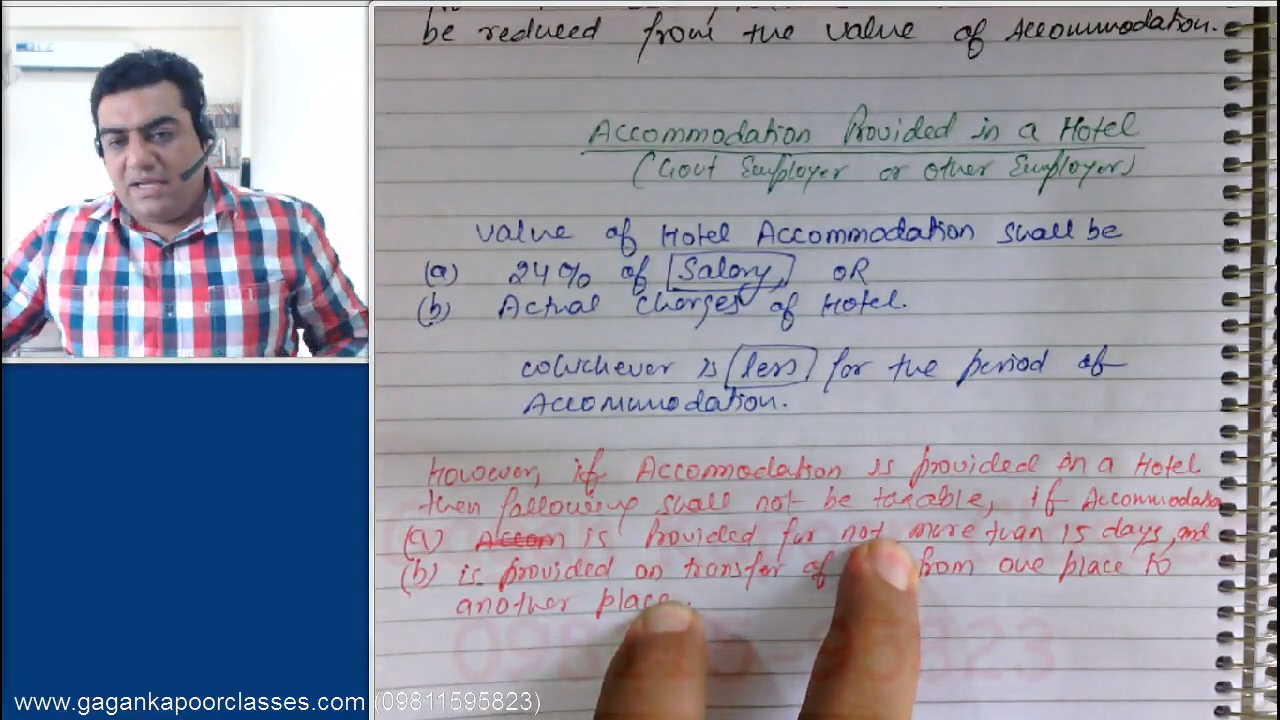 be reduced from the value of Accommodation.
Accommodation Provided in a Hotel
(Govt Employer or other Employer)
value of Hotel Accommodation shall be
(a) 24% of Salary, OR
(b) Actual charges of Hotel.
whichever is less for the period of
Accommodation.
However, if Accomodation is provided in a Hotel
then following shall not be taxable, if Accommodation
(a) is Provided for not more than 15 days, and
(b) is provided on transfer of from one place to
another place.
www.gagankapoorclasses.com (09811595823)